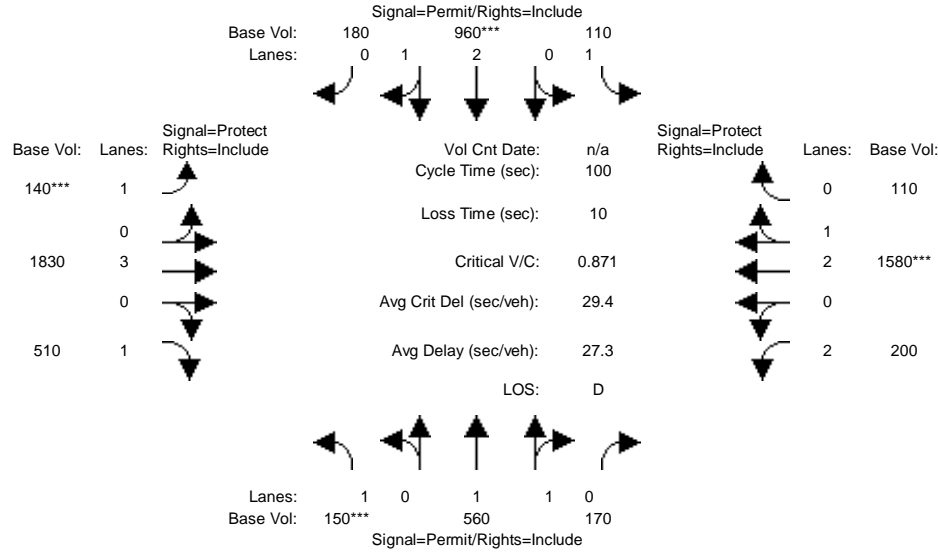 Signal=Permit/Rights=Include
Base Vol: 180 960*** 110
Lanes: 0 1 2 0 1
Signal=Protect Signal=Protect
Base Vol: Lanes: Rights=Include Vol Cnt Date: n/a Rights=Include Lanes: Base Vol:
Cycle Time (sec): 100
140*** 1 0 110
Loss Time (sec): 10
0 1
1830 3 Critical V/C: 0.871 2 1580***
0 Avg Crit Del (sec/veh): 29.4 0
510 1 Avg Delay (sec/veh): 27.3 2 200
LOS: D
Lanes: 1 0 1 1 0
Base Vol: 150*** 560 170
Signal=Permit/Rights=Include